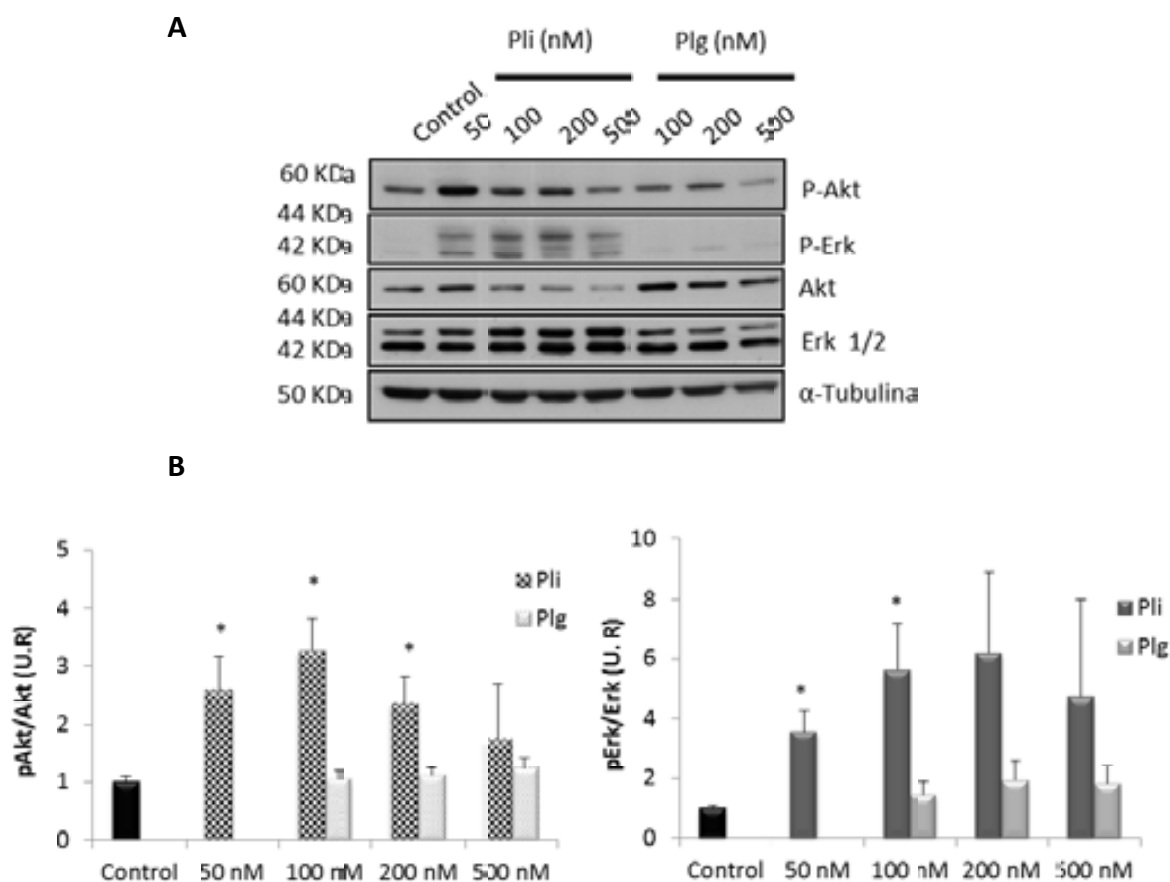 A
Pli (nM)
Plg (nM)
Control 50 100 200 500 100 200 500
60 KDa
P-Akt
44 KDa
42 KDa
P-Erk
60 KDa
Akt
44 KDa
42 KDa
Erk 1/2
50 KDa
α-Tubulina
B
5
4
3
2
1
0
pAkt/Akt (U.R)
*
*
*
Pli
Plg
Control 50 nM 100 nM 200 nM 500 nM
10
8
6
4
2
0
pErk/Erk (U. R)
*
*
Pli
Plg
Control 50 nM 100 nM 200 nM 500 nM